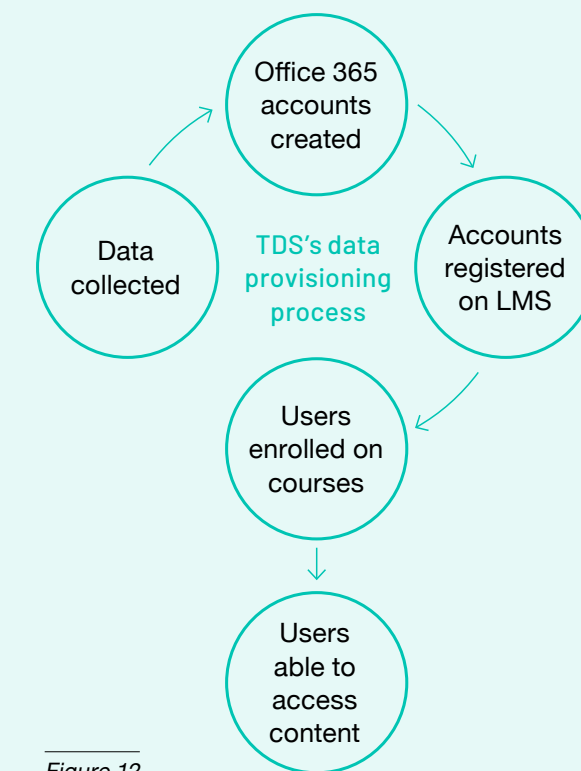 Office 365
accounts
created
Data
collected
TDS's data
provisioning
process
Accounts
registered
on LMS
Users
enrolled on
courses
Users
able to
access
content
Figure 12